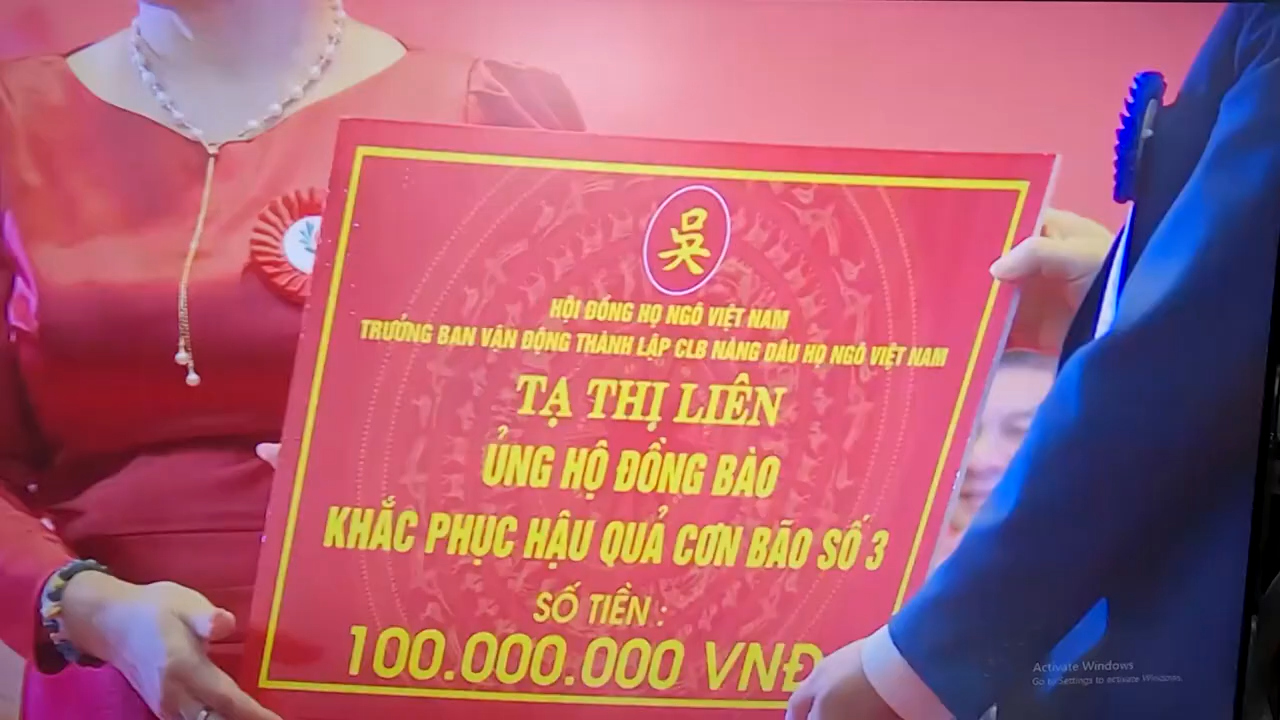 吳
HỘI ĐỒNG HỌ NGÔ VIỆT NAM
TRƯỞNG BAN VẬN ĐỘNG THÀNH LẬP CLB NÀNG DÂU HỌ NGÔ VIỆT NAM
TẠ THỊ LIÊN
ỦNG HỘ ĐỒNG BÀO
KHẮC PHỤC HẬU QUẢ CƠN BÃO SỐ 3
SỐ TIỀN :
100.000.000 VNĐ
Activate Windows
Go to Settings to activate Windows.